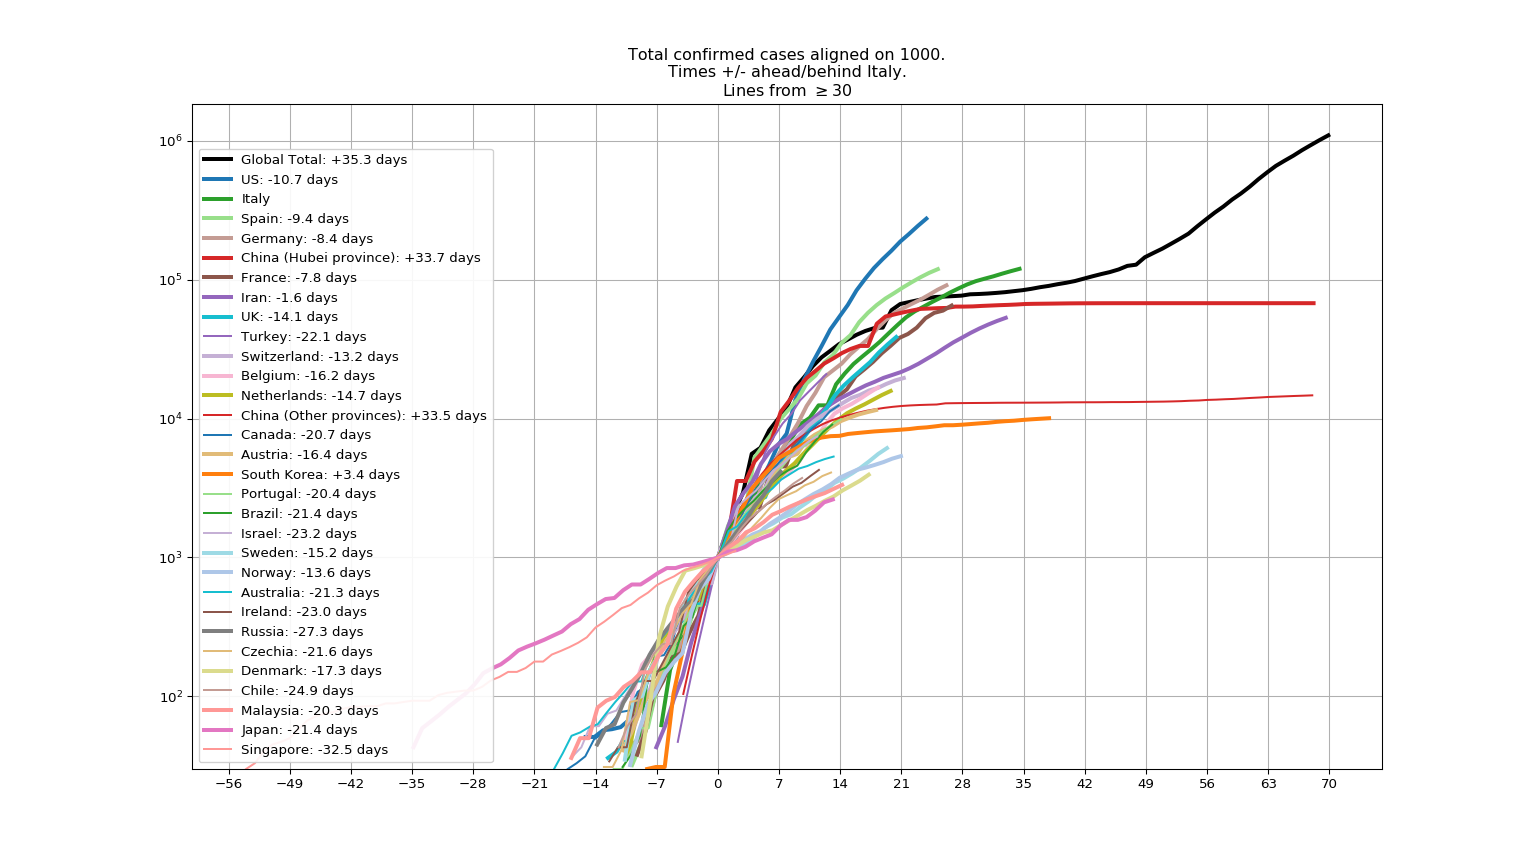 Total confirmed cases aligned on 1000.
Times +/- ahead/behind Italy.
Lines from ≥30
10⁶
10⁵
10⁴
10³
10²
Global Total: +35.3 days
US: -10.7 days
Italy
Spain: -9.4 days
Germany: -8.4 days
China (Hubei province): +33.7 days
France: -7.8 days
Iran: -1.6 days
UK: -14.1 days
Turkey: -22.1 days
Switzerland: -13.2 days
Belgium: -16.2 days
Netherlands: -14.7 days
China (Other provinces): +33.5 days
Canada: -20.7 days
Austria: -16.4 days
South Korea: +3.4 days
Portugal: -20.4 days
Brazil: -21.4 days
Israel: -23.2 days
Sweden: -15.2 days
Norway: -13.6 days
Australia: -21.3 days
Ireland: -23.0 days
Russia: -27.3 days
Czechia: -21.6 days
Denmark: -17.3 days
Chile: -24.9 days
Malaysia: -20.3 days
Japan: -21.4 days
Singapore: -32.5 days
−56 −49 −42 −35 −28 −21 −14 −7 0 7 14 21 28 35 42 49 56 63 70